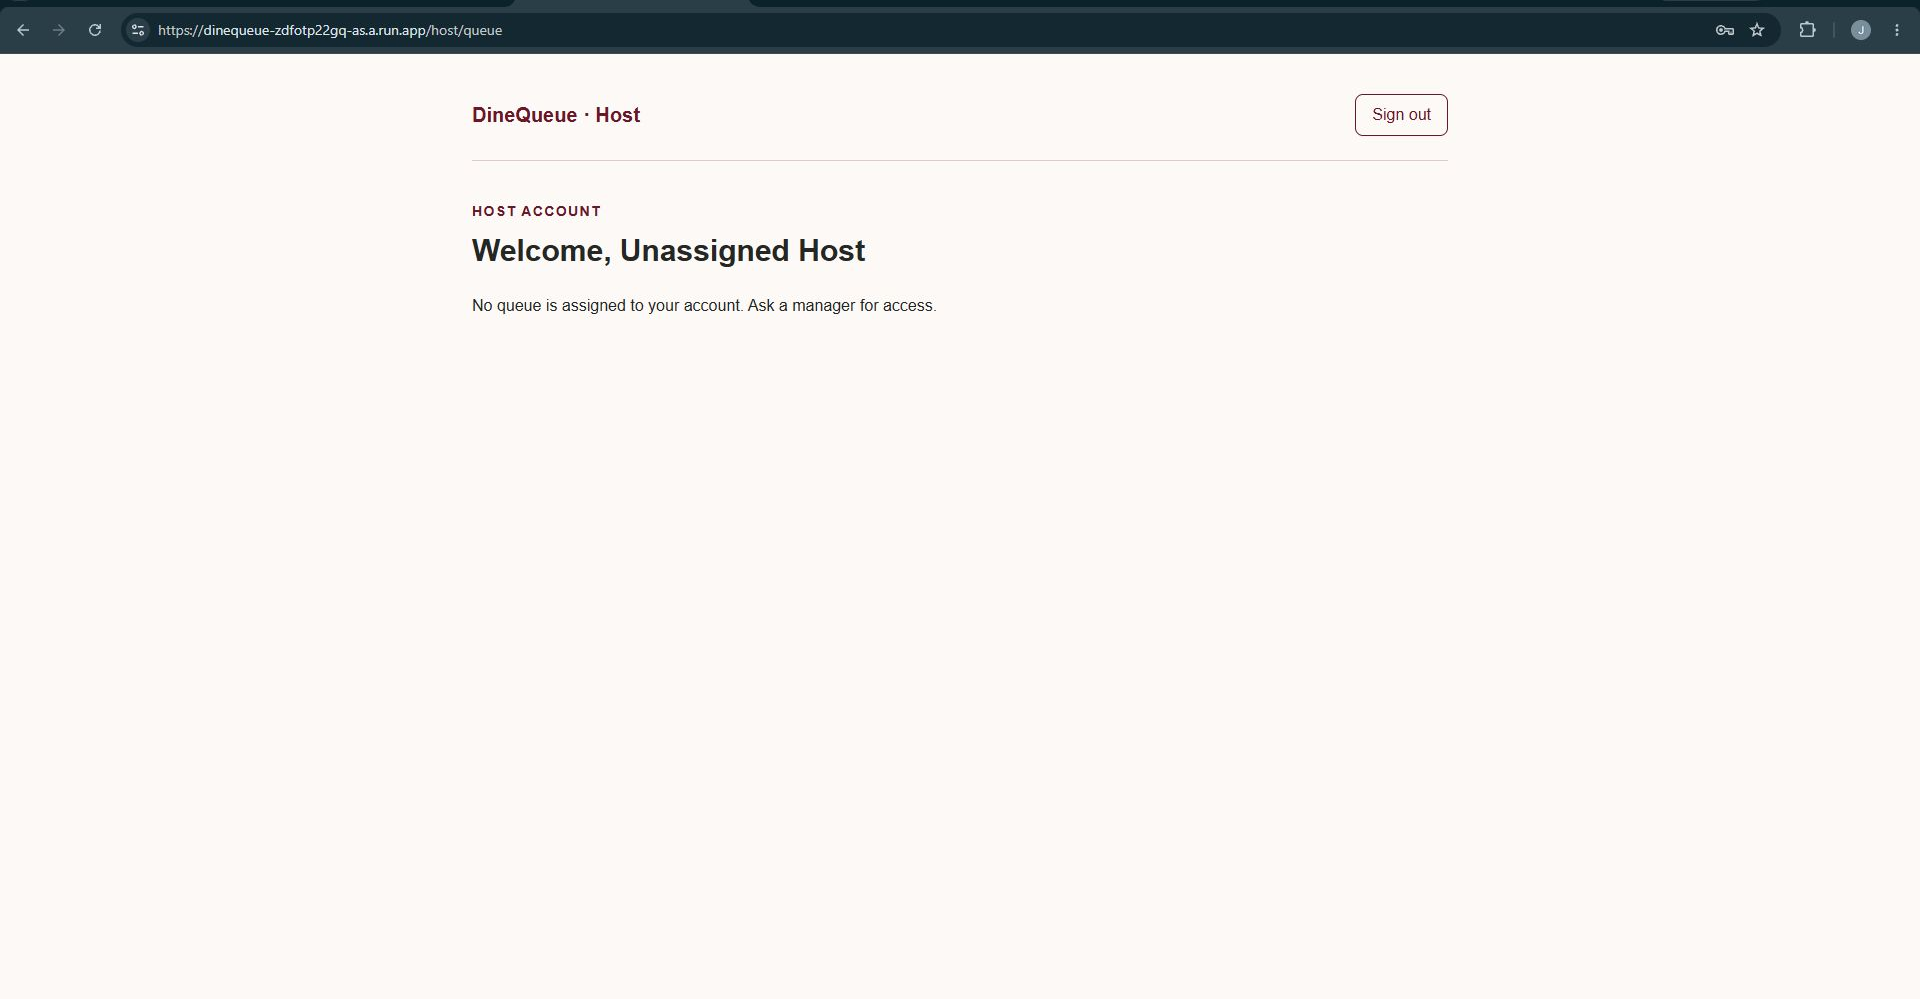 https://dinequeue-zdfotp22gq-as.a.run.app/host/queue
J
DineQueue · Host
Sign out
HOST ACCOUNT
Welcome, Unassigned Host
No queue is assigned to your account. Ask a manager for access.